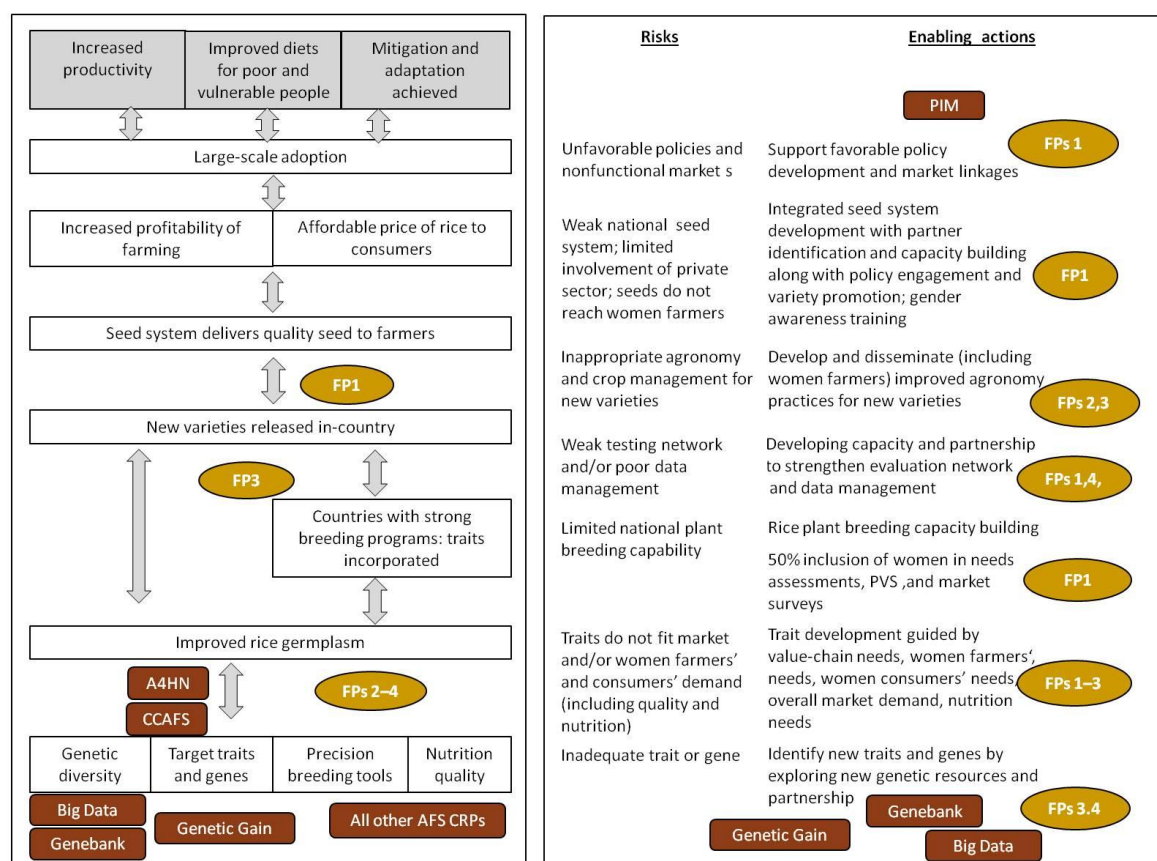 Increased
productivity
Improved diets
for poor and
vulnerable people
Mitigation and
adaptation
achieved
Large-scale adoption
Increased profitability of
farming
Affordable price of rice to
consumers
Seed system delivers quality seed to farmers
FP1
New varieties released in-country
FP3
Countries with strong
breeding programs: traits
incorporated
Improved rice germplasm
A4HN
CCAFS
FPs 2–4
Genetic
diversity
Target traits
and genes
Precision
breeding tools
Nutrition
quality
Big Data
Genebank
Genetic Gain
All other AFS CRPs
Risks
Enabling actions
PIM
FPs 1
Unfavorable policies and
nonfunctional market s
Support favorable policy
development and market linkages
Weak national seed
system; limited
involvement of private
sector; seeds do not
reach women farmers
Integrated seed system
development with partner
identification and capacity building
along with policy engagement and
variety promotion; gender
awareness training
FP1
Inappropriate agronomy
and crop management for
new varieties
Develop and disseminate (including
women farmers) improved agronomy
practices for new varieties
FPs 2,3
Weak testing network
and/or poor data
management
Developing capacity and partnership
to strengthen evaluation network
and data management
FPs 1,4,
Limited national plant
breeding capability
Rice plant breeding capacity building
50% inclusion of women in needs
assessments, PVS ,and market
surveys
FP1
Traits do not fit market
and/or women farmers’
and consumers’ demand
(including quality and
nutrition)
Trait development guided by
value-chain needs, women farmers‘,
needs, women consumers’ needs,
overall market demand, nutrition
needs
FPs 1–3
Inadequate trait or gene
Identify new traits and genes by
exploring new genetic resources and
partnership
Genebank
FPs 3.4
Genetic Gain
Big Data